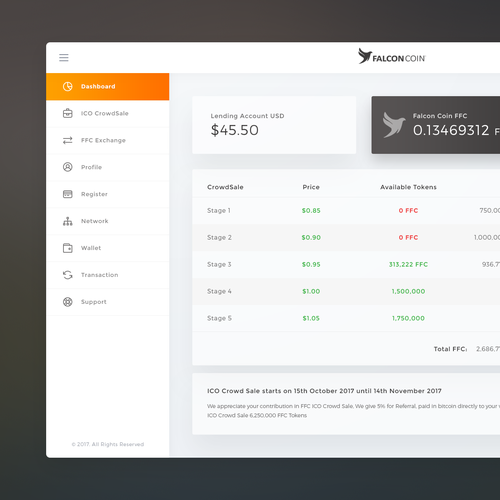 FALCON COIN
Dashboard
ICO CrowdSale
FFC Exchange
Profile
Register
Network
Wallet
Transaction
Support
© 2017. All Rights Reserved
Lending Account USD
$45.50
Falcon Coin FFC
0.13469312 F
CrowdSale Price Available Tokens
Stage 1 $0.85 0 FFC 750.00
Stage 2 $0.90 0 FFC 1,000.00
Stage 3 $0.95 313,222 FFC 936.7
Stage 4 $1.00 1,500,000
Stage 5 $1.05 1,750,000
Total FFC: 2,686.7
ICO Crowd Sale starts on 15th October 2017 until 14th November 2017
We appreciate your contribution in FFC ICO Crowd Sale, We give 5% for Referral, paid in bitcoin directly to your
ICO Crowd Sale 6,250,000 FFC Tokens